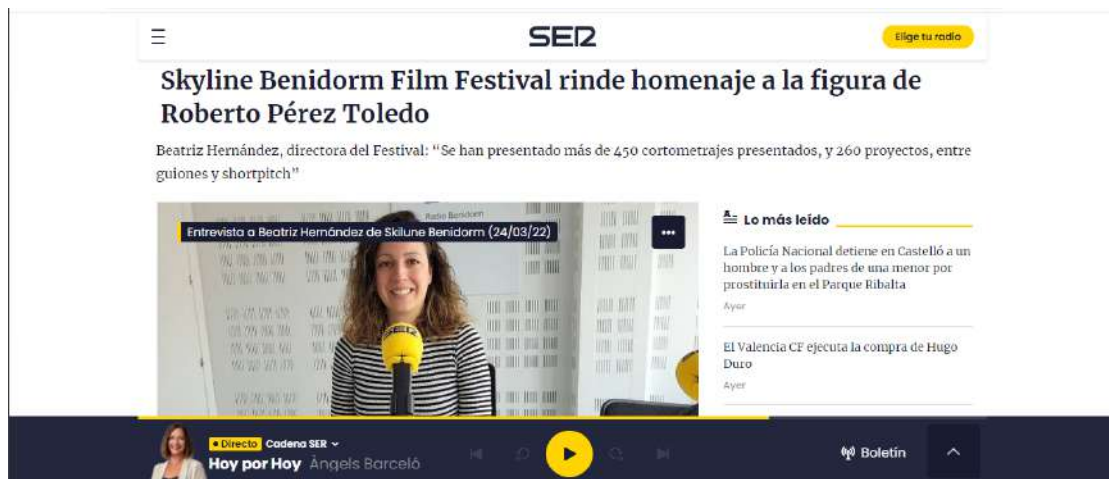 SER
Elige tu radio
Skyline Benidorm Film Festival rinde homenaje a la figura de
Roberto Pérez Toledo
Beatriz Hernández, directora del Festival: “Se han presentado más de 450 cortometrajes presentados, y 260 proyectos, entre
guiones y shortpitch”
Radio Benidorm
Entrevista a Beatriz Hernández de Skilune Benidorm (24/03/22)
SER
Lo más leído
La Policía Nacional detiene en Castelló a un
hombre y a los padres de una menor por
prostituirla en el Parque Ribalta
Ayer
El Valencia CF ejecuta la compra de Hugo
Duro
Ayer
Directo Cadena SER
Hoy por Hoy Àngels Barceló
Boletín